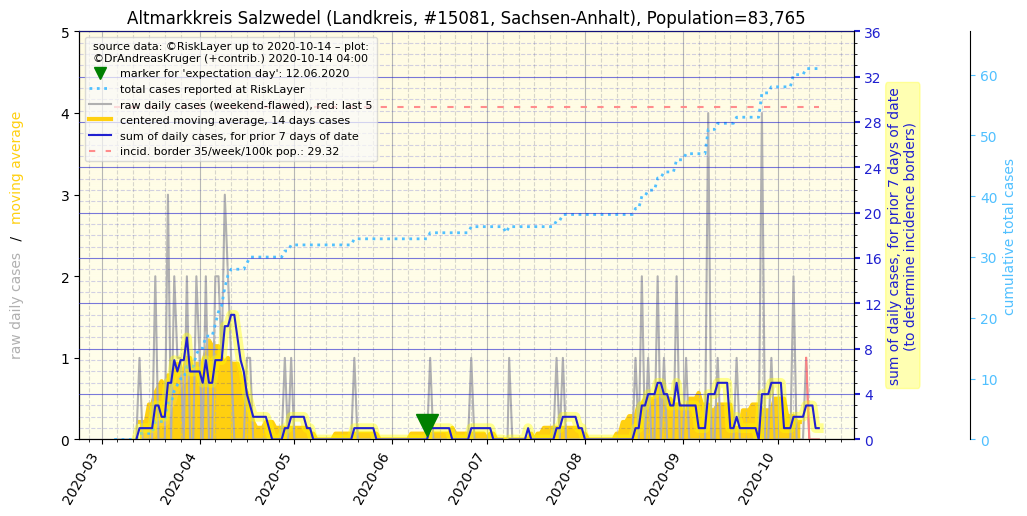 Altmarkkreis Salzwedel (Landkreis, #15081, Sachsen-Anhalt), Population=83,765
source data: ©RiskLayer up to 2020-10-14 – plot:
©DrAndreasKruger (+contrib.) 2020-10-14 04:00
marker for 'expectation day': 12.06.2020
total cases reported at RiskLayer
raw daily cases (weekend-flawed), red: last 5
centered moving average, 14 days cases
sum of daily cases, for prior 7 days of date
incid. border 35/week/100k pop.: 29.32
raw daily cases / moving average
5
4
3
2
1
0
36
32
28
24
20
16
12
8
4
0
sum of daily cases, for prior 7 days of date
(to determine incidence borders)
60
50
40
30
20
10
0
cumulative total cases
2020-03
2020-04
2020-05
2020-06
2020-07
2020-08
2020-09
2020-10